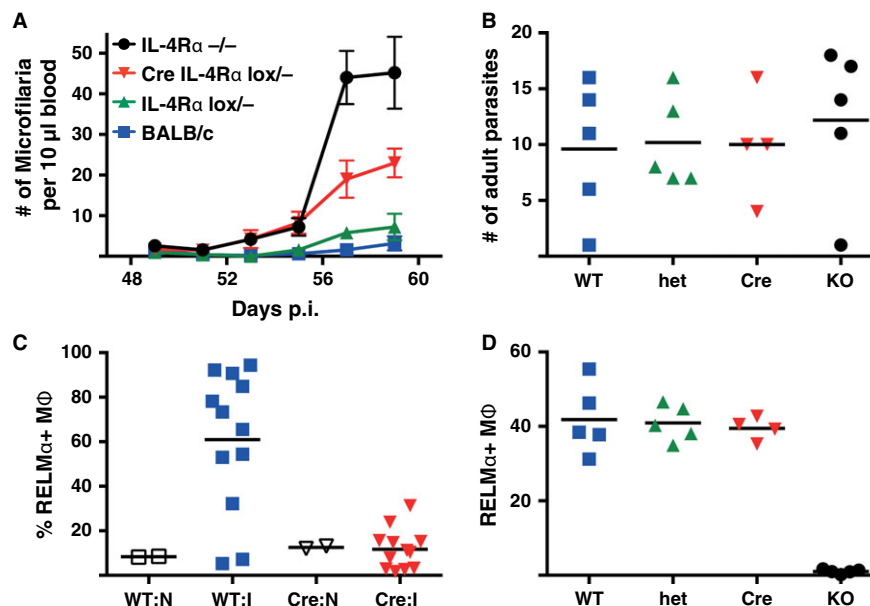 A
IL-4Rα –/–
Cre IL-4Rα lox/–
IL-4Rα lox/–
BALB/c
# of Microfilaria
per 10 µl blood
50
40
30
20
10
48
52
56
60
Days p.i.
B
# of adult parasites
20
15
10
5
WT
het
Cre
KO
C
% RELMα+ MΦ
100
80
60
40
20
WT:N
WT:I
Cre:N
Cre:I
D
RELMα+ MΦ
60
40
20
WT
het
Cre
KO